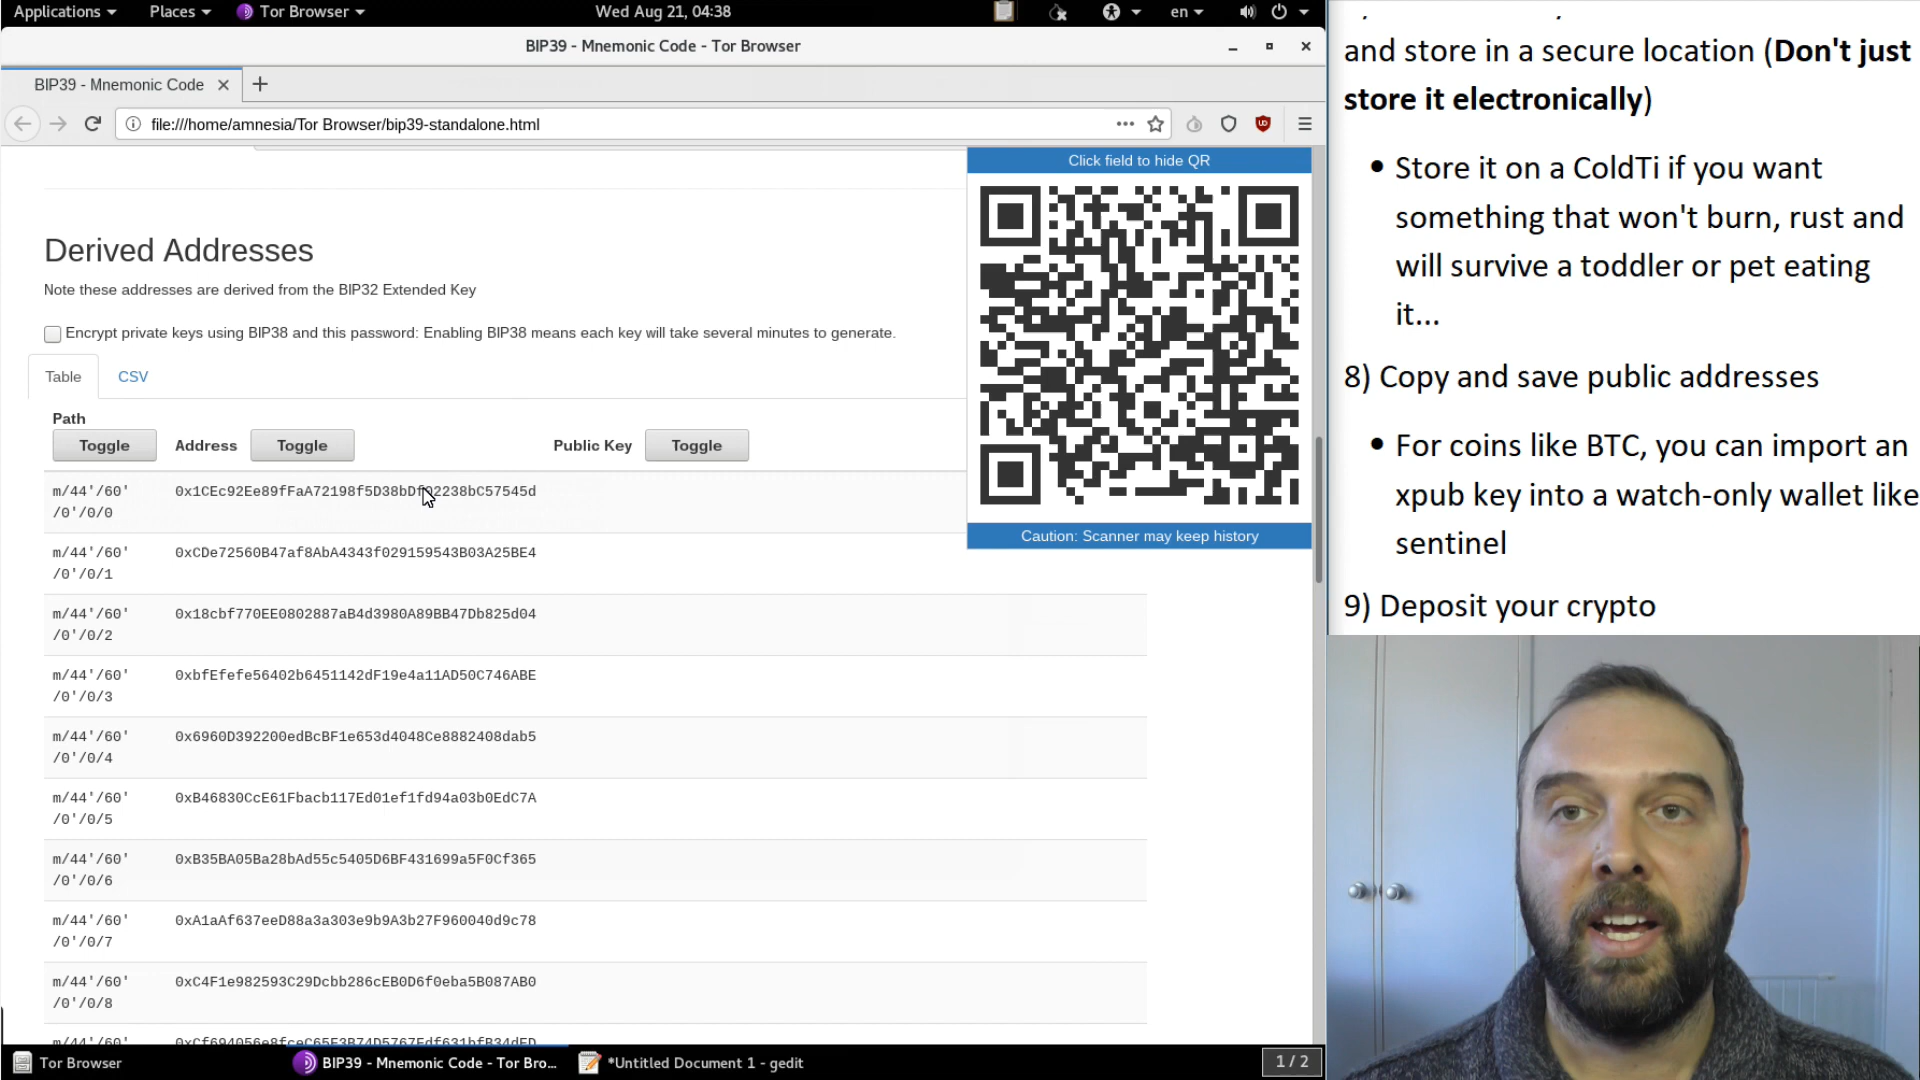 Applications
Places
Tor Browser
Wed Aug 21, 04:38
en
BIP39 - Mnemonic Code - Tor Browser
BIP39 - Mnemonic Code
file:///home/amnesia/Tor Browser/bip39-standalone.html
Click field to hide QR
Derived Addresses
Note these addresses are derived from the BIP32 Extended Key
Encrypt private keys using BIP38 and this password: Enabling BIP38 means each key will take several minutes to generate.
Table
CSV
Path
Toggle
Address
Toggle
Public Key
Toggle
m/44'/60'
/0'/0/0
0x1CEc92Ee89fFaA72198f5D38bDf02238bC57545d
m/44'/60'
/0'/0/1
0xCDe72560B47af8AbA4343f029159543B03A25BE4
m/44'/60'
/0'/0/2
0x18cbf770EE0802887aB4d3980A89BB47Db825d04
m/44'/60'
/0'/0/3
0xbfEfefe56402b6451142dF19e4a11AD50C746ABE
m/44'/60'
/0'/0/4
0x6960D392200edBcBF1e653d4048Ce8882408dab5
m/44'/60'
/0'/0/5
0xB46830CcE61Fbacb117Ed01ef1fd94a03b0EdC7A
m/44'/60'
/0'/0/6
0xB35BA05Ba28bAd55c5405D6BF431699a5F0Cf365
m/44'/60'
/0'/0/7
0xA1aAf637eeD88a3a303e9b9A3b27F960040d9c78
m/44'/60'
/0'/0/8
0xC4F1e982593C29Dcbb286cEB0D6f0eba5B087AB0
Caution: Scanner may keep history
Tor Browser
BIP39 - Mnemonic Code - Tor Bro...
*Untitled Document 1 - gedit
1 / 2
and store in a secure location (Don't just
store it electronically)
• Store it on a ColdTi if you want
something that won't burn, rust and
will survive a toddler or pet eating
it...
8) Copy and save public addresses
• For coins like BTC, you can import an
xpub key into a watch-only wallet like
sentinel
9) Deposit your crypto